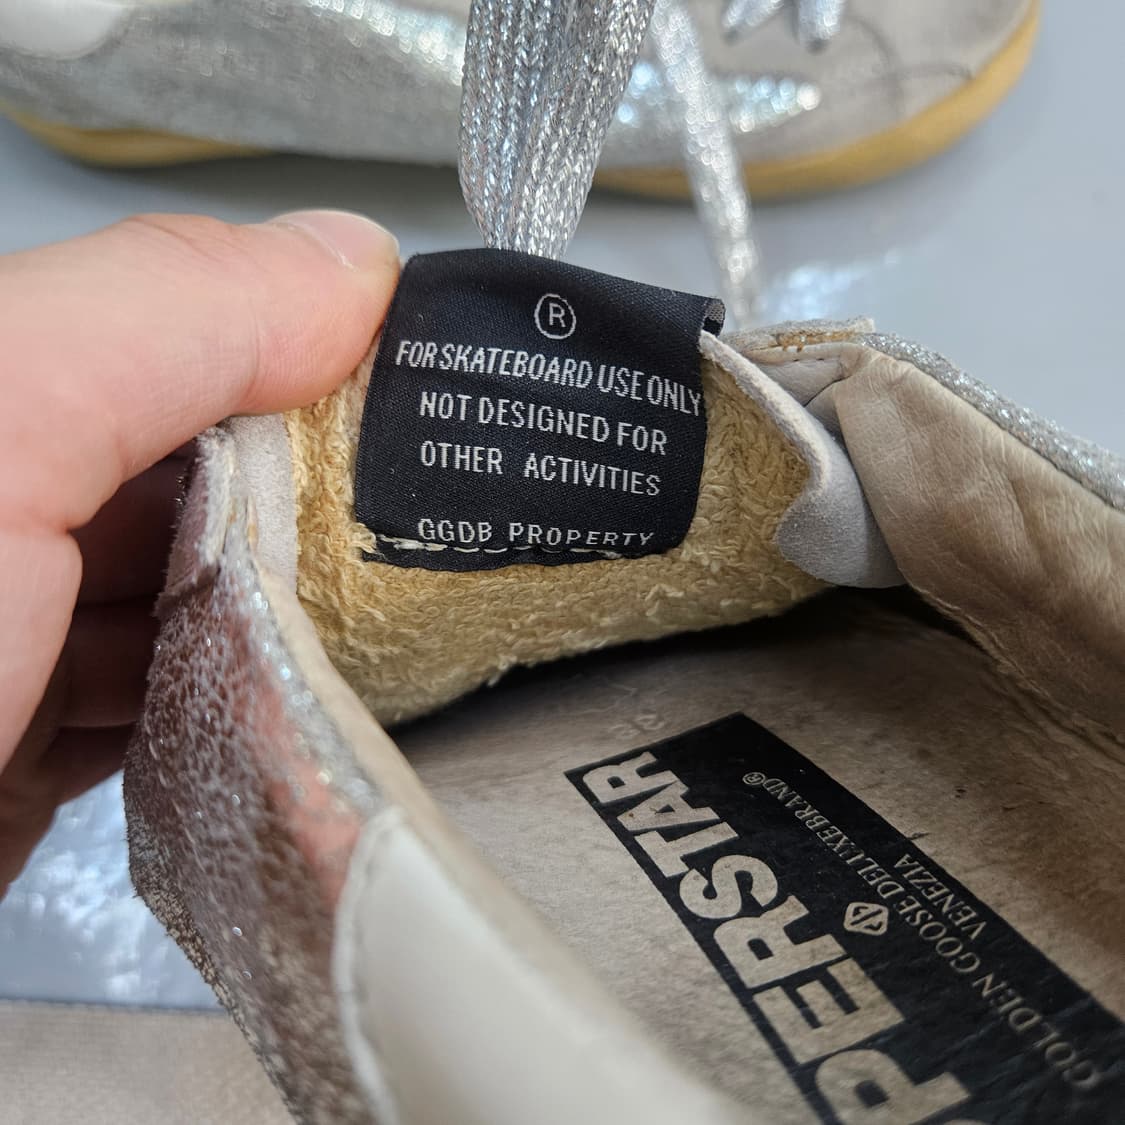 ®
FOR SKATEBOARD USE ONLY
NOT DESIGNED FOR
OTHER ACTIVITIES
GGDB PROPERTY
PERSTAR
GOLDEN GOOSE DELUXE BRAND®
VENEZIA